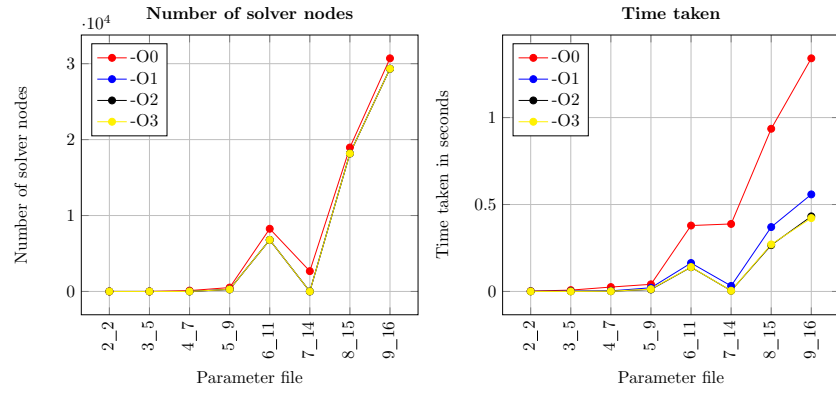 Number of solver nodes
·10⁴
-O0
-O1
-O2
-O3
3
2
1
0
Number of solver nodes
2_2
3_5
4_7
5_9
6_11
7_14
8_15
9_16
Parameter file
Time taken
-O0
-O1
-O2
-O3
1
0.5
0
Time taken in seconds
2_2
3_5
4_7
5_9
6_11
7_14
8_15
9_16
Parameter file